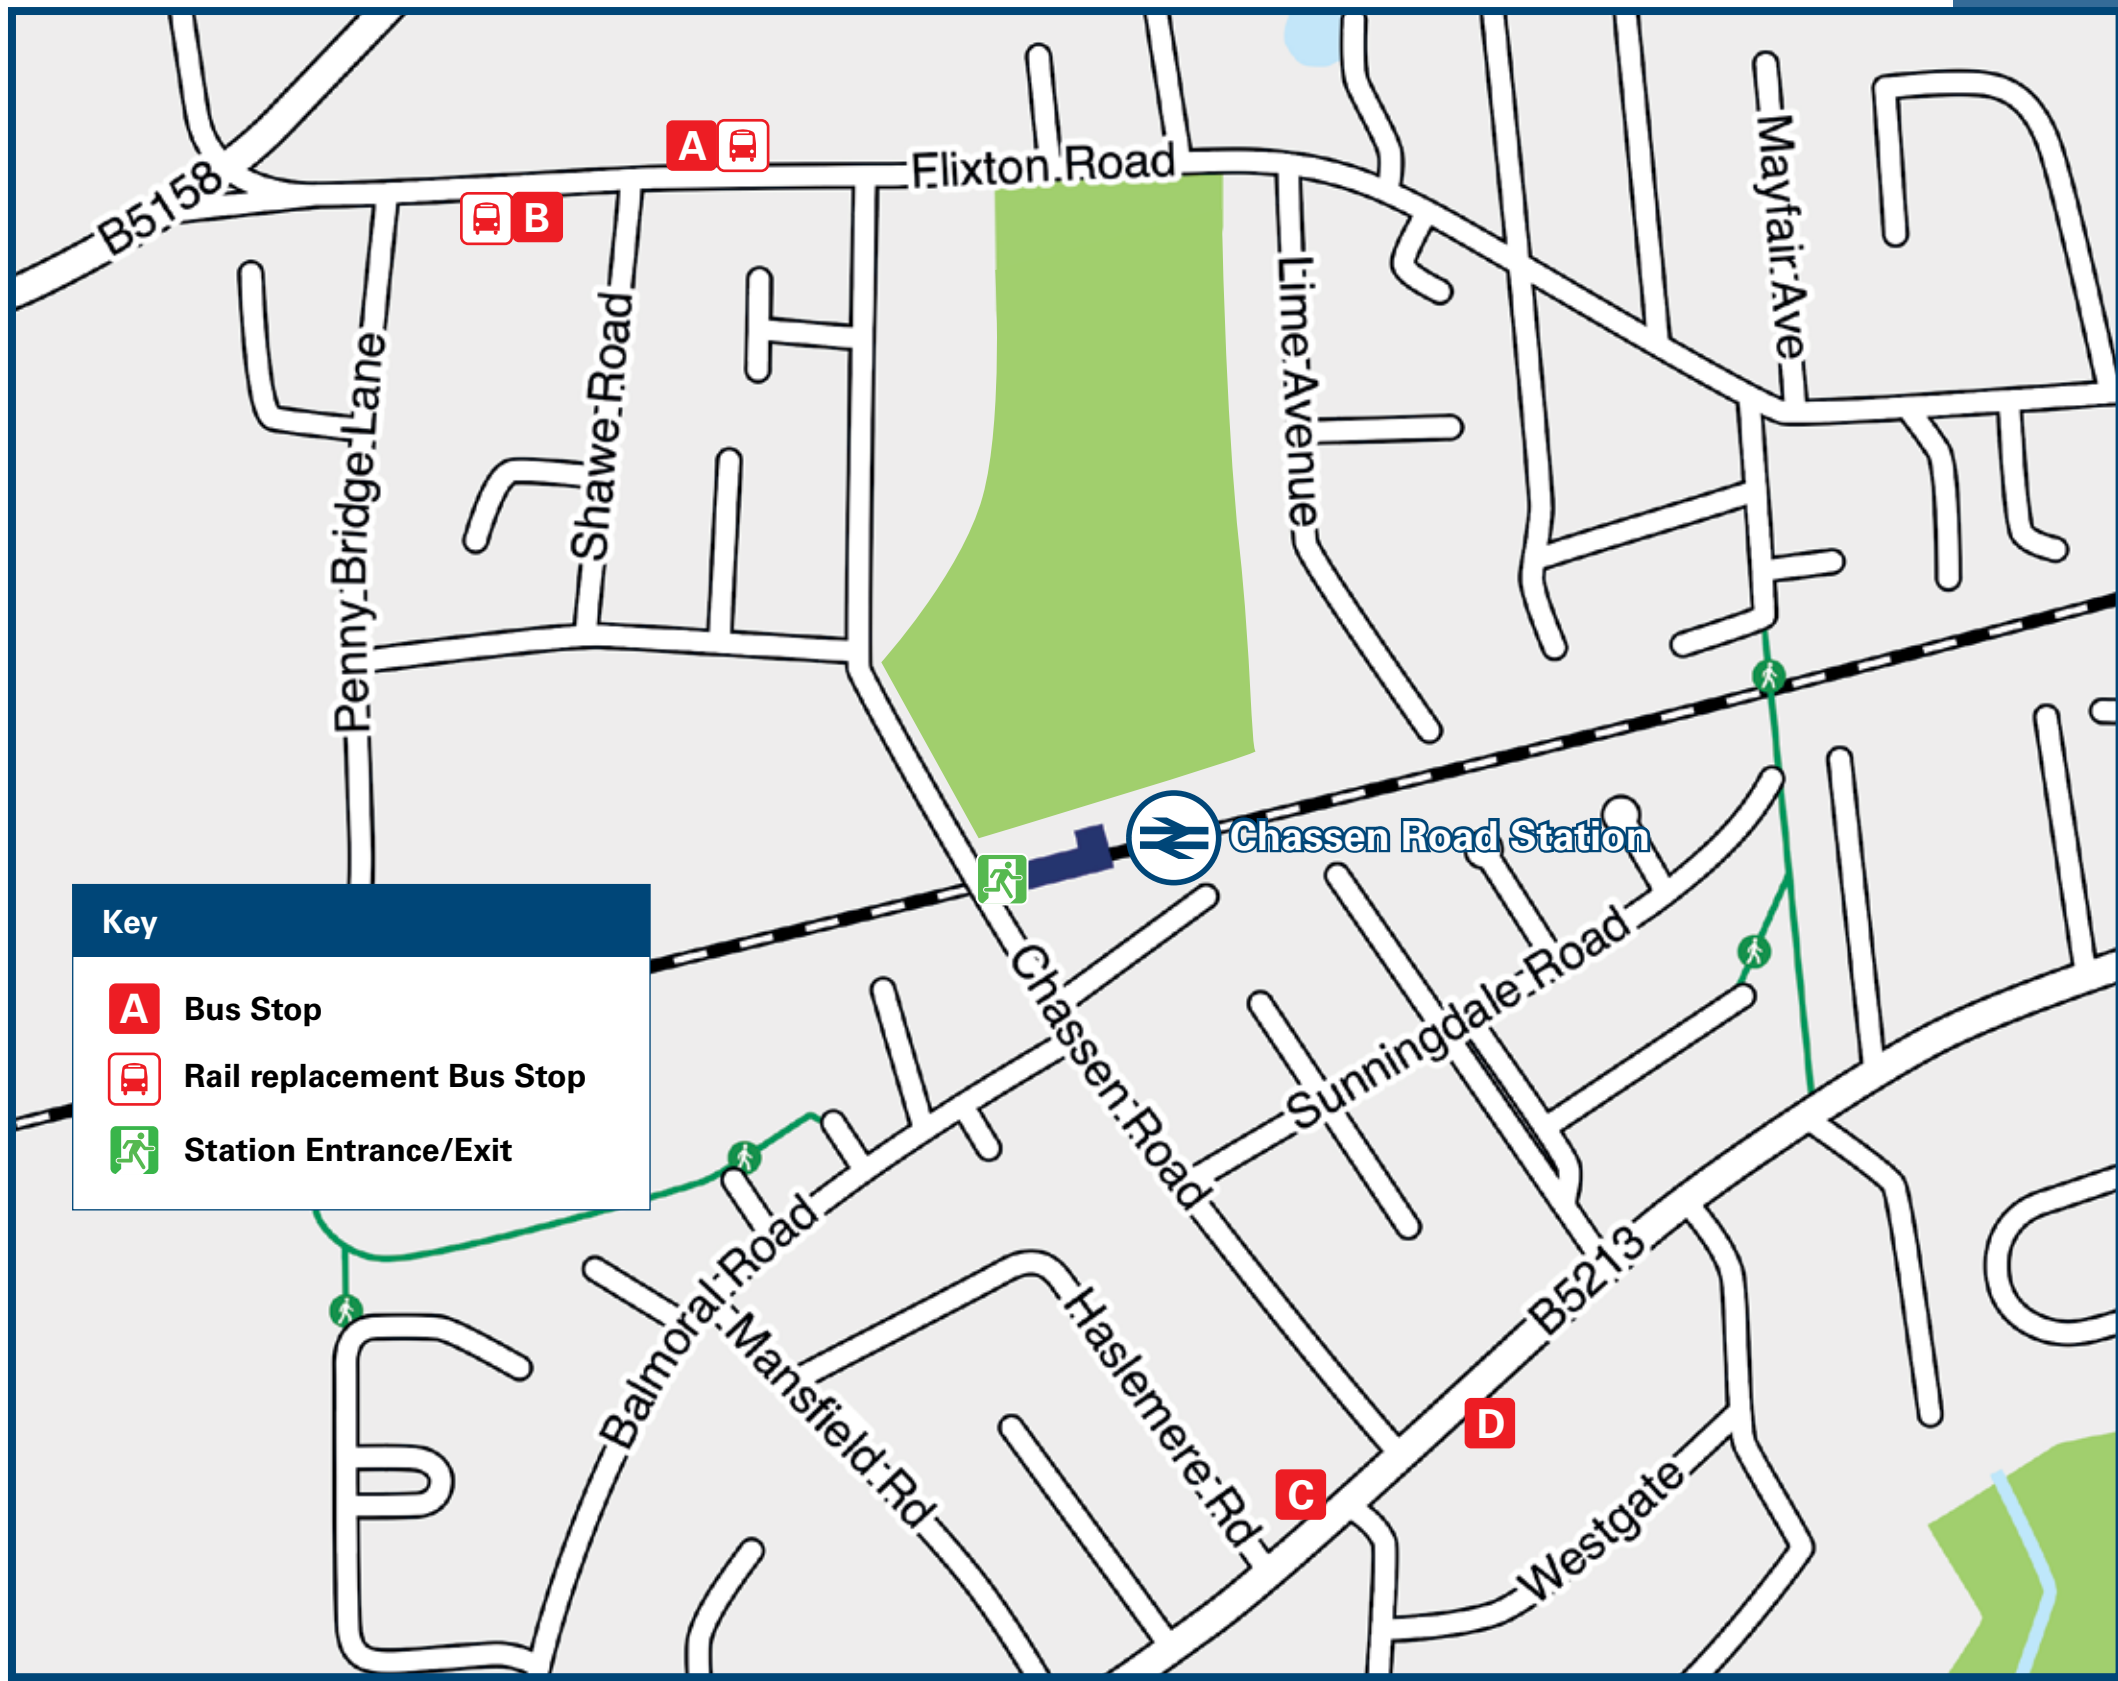 A
Flixton Road
B5158
B
Mayfair Ave
Lime Avenue
Shawe Road
Penny Bridge Lane
Chassen Road Station
Key
A Bus Stop
Rail replacement Bus Stop
Station Entrance/Exit
Chassen Road
Sunningdale Road
Balmoral Road
Mansfield Rd
Haslemere Rd
B5213
D
C
Westgate